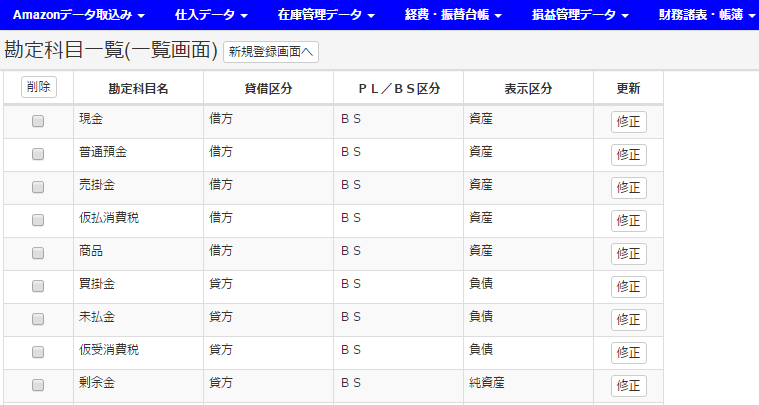 Amazonデータ取込み 仕入データ 在庫管理データ 経費・振替台帳 損益管理データ 財務諸表・帳簿
勘定科目一覧(一覧画面) 新規登録画面へ
削除 勘定科目名 貸借区分 ＰＬ／ＢＳ区分 表示区分 更新
現金 借方 ＢＳ 資産 修正
普通預金 借方 ＢＳ 資産 修正
売掛金 借方 ＢＳ 資産 修正
仮払消費税 借方 ＢＳ 資産 修正
商品 借方 ＢＳ 資産 修正
買掛金 貸方 ＢＳ 負債 修正
未払金 貸方 ＢＳ 負債 修正
仮受消費税 貸方 ＢＳ 負債 修正
剰余金 貸方 ＢＳ 純資産 修正